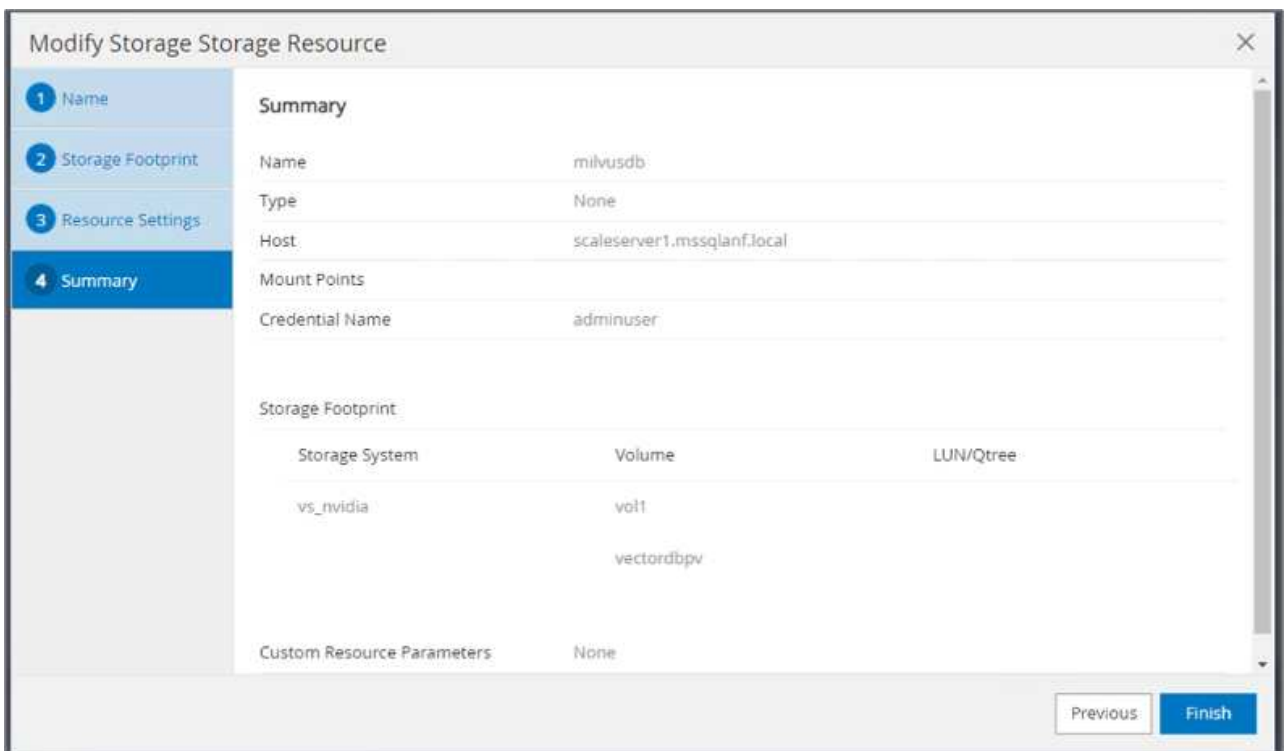 Modify Storage Storage Resource
1 Name
2 Storage Footprint
3 Resource Settings
4 Summary
Summary
Name milvusdb
Type None
Host scaleserver1.mssqlanf.local
Mount Points
Credential Name adminuser
Storage Footprint
Storage System Volume LUN/Qtree
vs_nvidia vol1
vectordbpv
Custom Resource Parameters None
Previous Finish